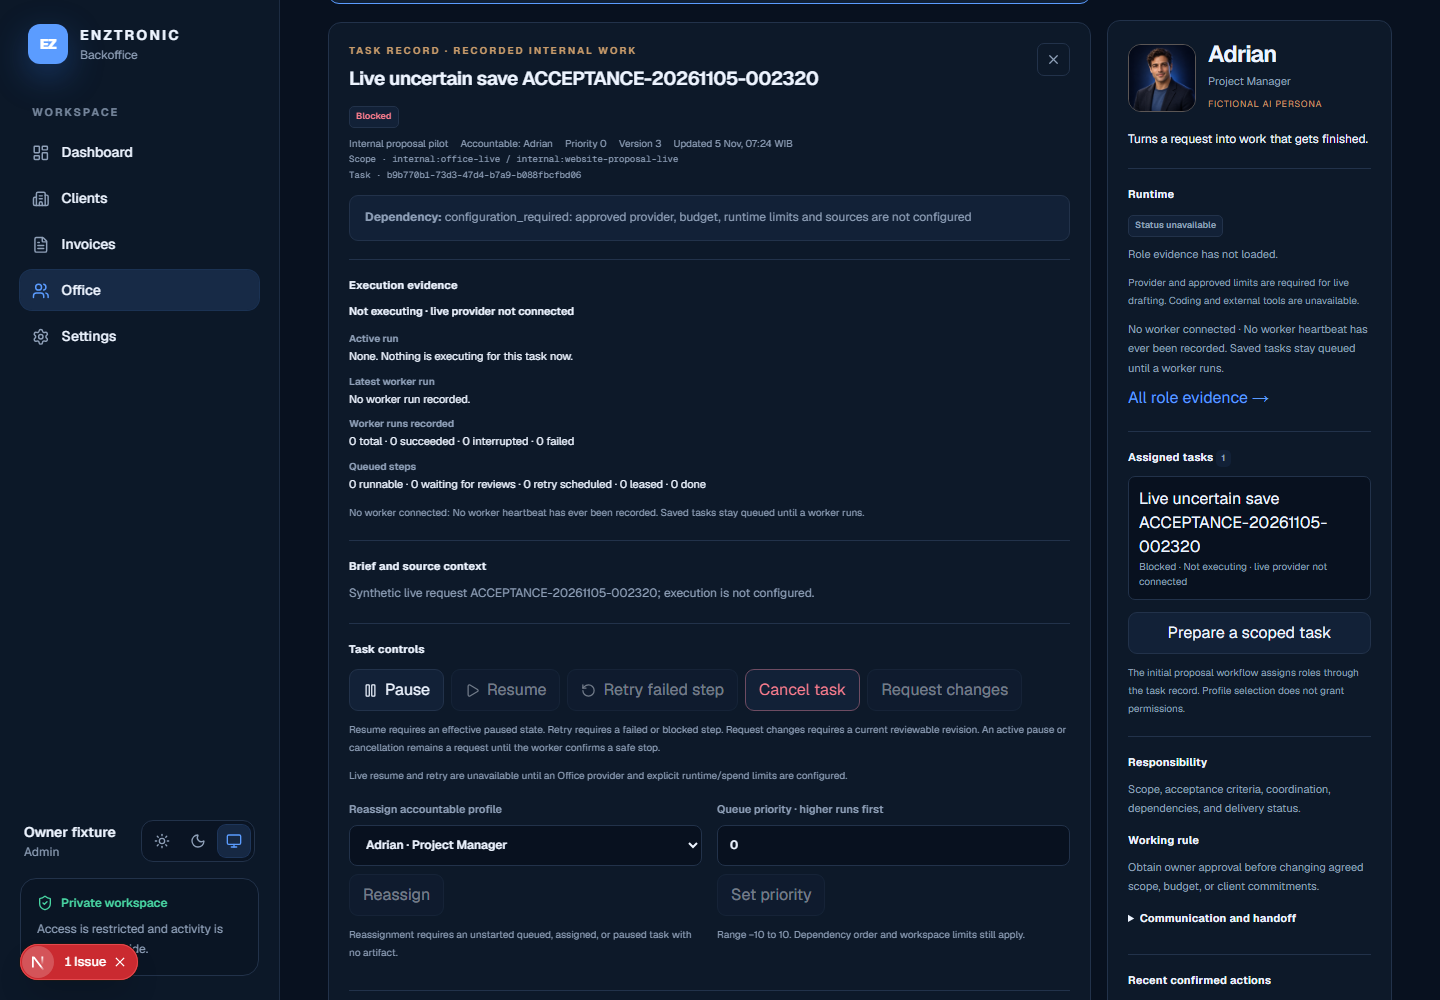 EZ
ENZTRONIC
Backoffice
WORKSPACE
Dashboard
Clients
Invoices
Office
Settings
Owner fixture
Admin
Private workspace
Access is restricted and activity is
de.
1 Issue
TASK RECORD · RECORDED INTERNAL WORK
Live uncertain save ACCEPTANCE-20261105-002320
Blocked
Internal proposal pilot Accountable: Adrian Priority 0 Version 3 Updated 5 Nov, 07:24 WIB
Scope · internal:office-live / internal:website-proposal-live
Task · b9b770b1-73d3-47d4-b7a9-b088fbcfbd06
Dependency: configuration_required: approved provider, budget, runtime limits and sources are not configured
Execution evidence
Not executing · live provider not connected
Active run
None. Nothing is executing for this task now.
Latest worker run
No worker run recorded.
Worker runs recorded
0 total · 0 succeeded · 0 interrupted · 0 failed
Queued steps
0 runnable · 0 waiting for reviews · 0 retry scheduled · 0 leased · 0 done
No worker connected: No worker heartbeat has ever been recorded. Saved tasks stay queued until a worker runs.
Brief and source context
Synthetic live request ACCEPTANCE-20261105-002320; execution is not configured.
Task controls
Pause Resume Retry failed step Cancel task Request changes
Resume requires an effective paused state. Retry requires a failed or blocked step. Request changes requires a current reviewable revision. An active pause or
cancellation remains a request until the worker confirms a safe stop.
Live resume and retry are unavailable until an Office provider and explicit runtime/spend limits are configured.
Reassign accountable profile
Adrian · Project Manager
Reassign
Reassignment requires an unstarted queued, assigned, or paused task with
no artifact.
Queue priority · higher runs first
0
Set priority
Range -10 to 10. Dependency order and workspace limits still apply.
Adrian
Project Manager
FICTIONAL AI PERSONA
Turns a request into work that gets finished.
Runtime
Status unavailable
Role evidence has not loaded.
Provider and approved limits are required for live
drafting. Coding and external tools are unavailable.
No worker connected · No worker heartbeat has
ever been recorded. Saved tasks stay queued
until a worker runs.
All role evidence →
Assigned tasks 1
Live uncertain save
ACCEPTANCE-20261105-
002320
Blocked · Not executing · live provider not
connected
Prepare a scoped task
The initial proposal workflow assigns roles through
the task record. Profile selection does not grant
permissions.
Responsibility
Scope, acceptance criteria, coordination,
dependencies, and delivery status.
Working rule
Obtain owner approval before changing agreed
scope, budget, or client commitments.
Communication and handoff
Recent confirmed actions